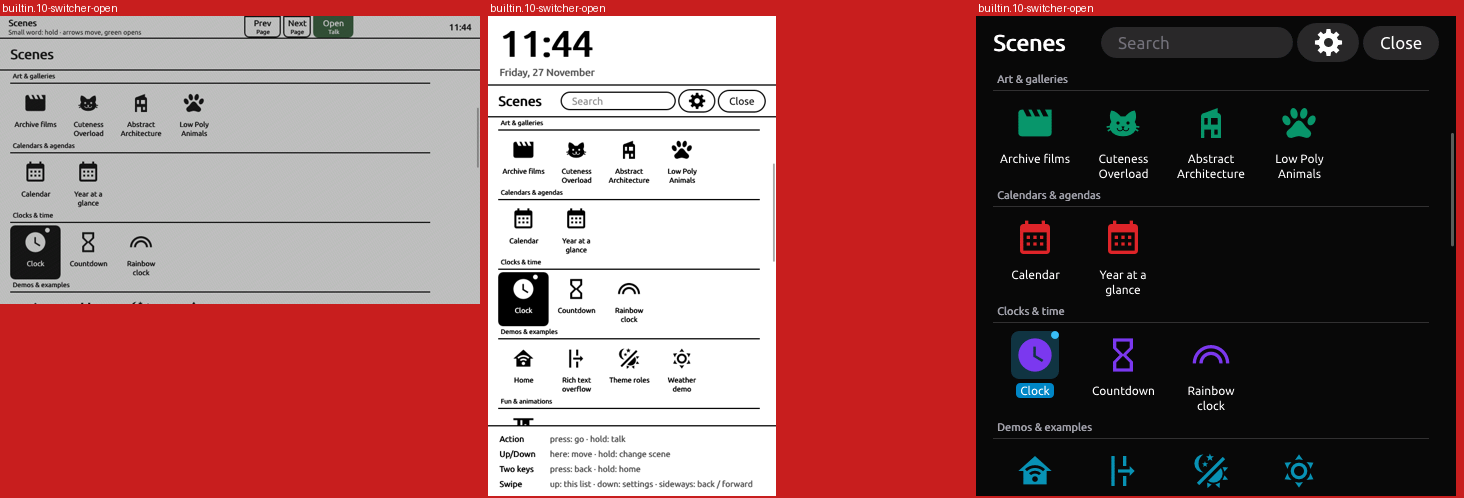 builtin.10-switcher-open
Scenes
Small word: hold · arrows move, green opens
Prev
Page
Next
Page
Open
Talk
11:44
Scenes
Art & galleries
Archive films
Cuteness
Overload
Abstract
Architecture
Low Poly
Animals
Calendars & agendas
Calendar
Year at a
glance
Clocks & time
Clock
Countdown
Rainbow
clock
Demos & examples
builtin.10-switcher-open
11:44
Friday, 27 November
Scenes
Search
Close
Art & galleries
Archive films
Cuteness
Overload
Abstract
Architecture
Low Poly
Animals
Calendars & agendas
Calendar
Year at a
glance
Clocks & time
Clock
Countdown
Rainbow
clock
Demos & examples
Home
Rich text
overflow
Theme roles
Weather
demo
Fun & animations
Action press: go · hold: talk
Up/Down here: move · hold: change scene
Two keys press: back · hold: home
Swipe up: this list · down: settings · sideways: back / forward
builtin.10-switcher-open
Scenes
Search
Close
Art & galleries
Archive films
Cuteness
Overload
Abstract
Architecture
Low Poly
Animals
Calendars & agendas
Calendar
Year at a
glance
Clocks & time
Clock
Countdown
Rainbow
clock
Demos & examples